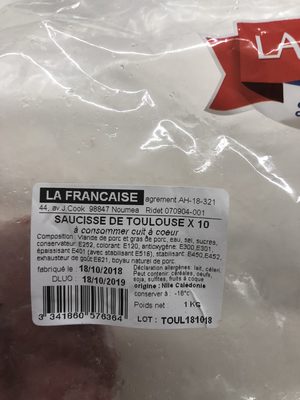 LA
LA FRANCAISE agrement AH-18-321
44, av J.Cook 98847 Noumea Ridet 070904-001
SAUCISSE DE TOULOUSE X 10
à consommer cuit à coeur
Composition: Viande de porc et gras de porc, eau, sel, sucres,
conservateur: E252, colorant: E120, antioxygène: E300, E301,
épaississant E401 (avec stabilisant E516), stabilisant: E450,E452,
exhausteur de goût E621, boyau naturel de porc
fabriqué le : 18/10/2018
DLUO : 18/10/2019
Déclaration allergènes: lait, céleri,
Peut contenir: céréales, oeufs,
soja, sulfites, fruits à coque
origine : Nlle Calédonie
conserver à : -18°c
Poids net : 1 KG
LOT : TOUL181018
3 341860 576364